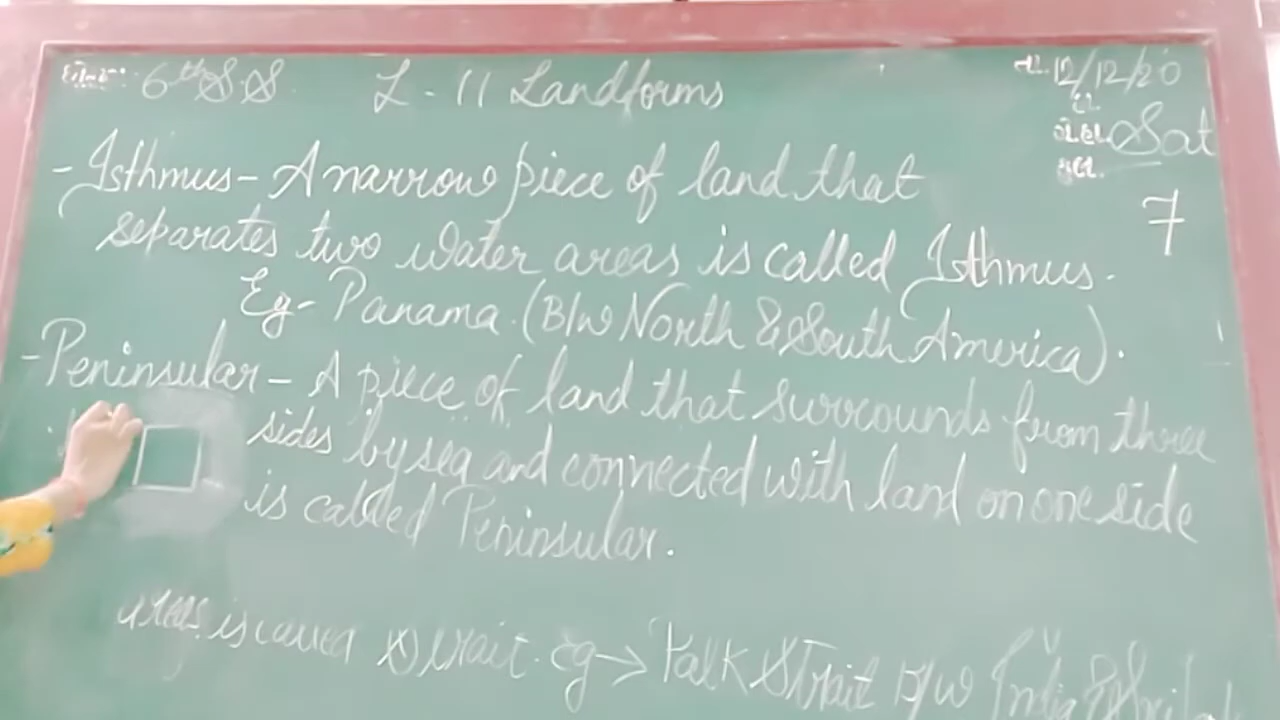 6th S.S. L - 11 Landforms
તા. 12/12/20
Sat
7
- Isthmus - A narrow piece of land that
separates two water areas is called Isthmus.
Eg - Panama. (B/w North & South America).
- Peninsular - A piece of land that surrounds from three
sides by sea and connected with land on one side
is called Peninsular.
areas is called Strait. eg → Palk Strait B/w India &